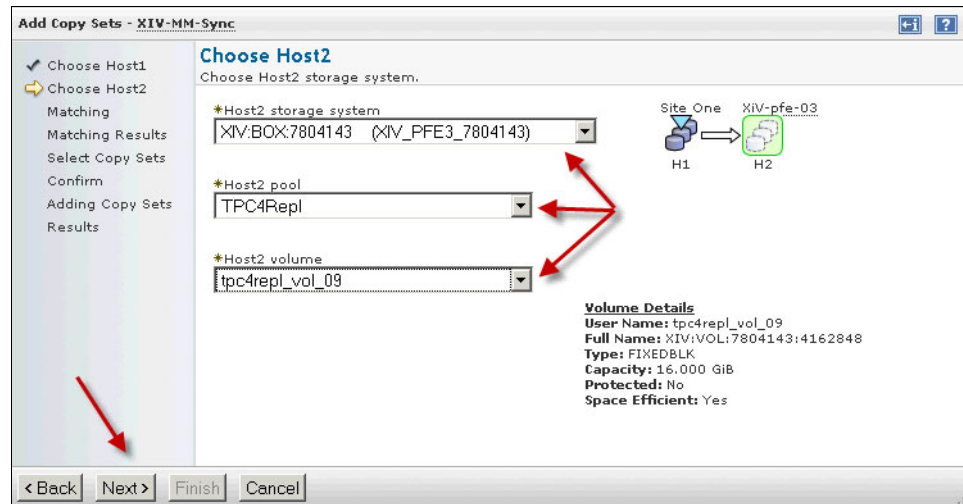 Add Copy Sets - XIV-MM-Sync
?
Choose Host1
Choose Host2
Matching
Matching Results
Select Copy Sets
Confirm
Adding Copy Sets
Results
Choose Host2
Choose Host2 storage system.
*Host2 storage system
XIV:BOX:7804143 (XIV_PFE3_7804143)
*Host2 pool
TPC4Repl
*Host2 volume
tpc4repl_vol_09
Site One XiV-pfe-03
H1 H2
Volume Details
User Name: tpc4repl_vol_09
Full Name: XIV:VOL:7804143:4162848
Type: FIXEDBLK
Capacity: 16.000 GiB
Protected: No
Space Efficient: Yes
< Back Next > Finish Cancel